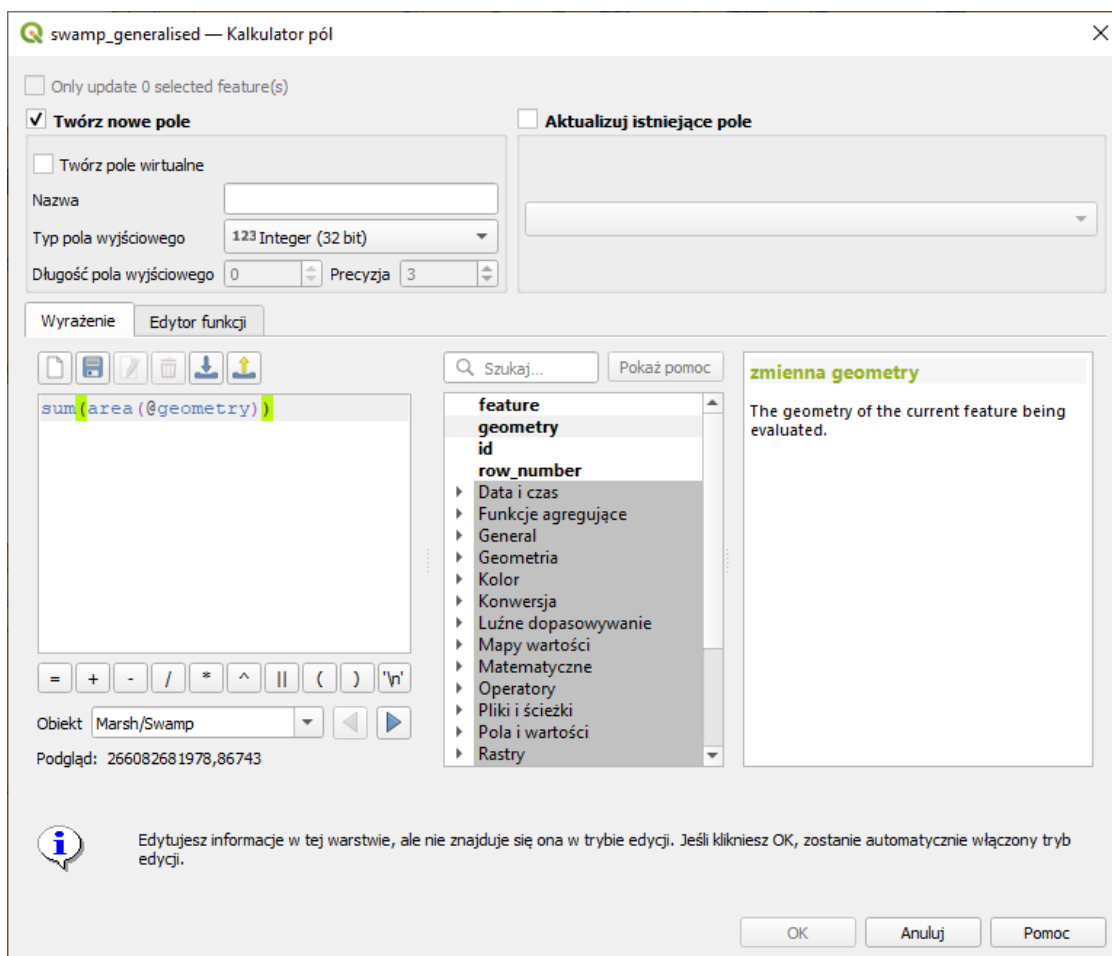 swamp_generalised — Kalkulator pól
Only update 0 selected feature(s)
Twórz nowe pole
Aktualizuj istniejące pole
Twórz pole wirtualne
Nazwa
Typ pola wyjściowego
123 Integer (32 bit)
Długość pola wyjściowego
0
Precyzja
3
Wyrażenie
Edytor funkcji
Szukaj...
Pokaż pomoc
sum(area(@geometry))
feature
geometry
id
row_number
Data i czas
Funkcje agregujące
General
Geometria
Kolor
Konwersja
Luźne dopasowywanie
Mapy wartości
Matematyczne
Operatory
Pliki i ścieżki
Pola i wartości
Rastry
zmienna geometry
The geometry of the current feature being
evaluated.
= + - / * ^ || ( ) '\n'
Obiekt
Marsh/Swamp
Podgląd: 266082681978,86743
Edytujesz informacje w tej warstwie, ale nie znajduje się ona w trybie edycji. Jeśli klikniesz OK, zostanie automatycznie włączony tryb
edycji.
OK
Anuluj
Pomoc